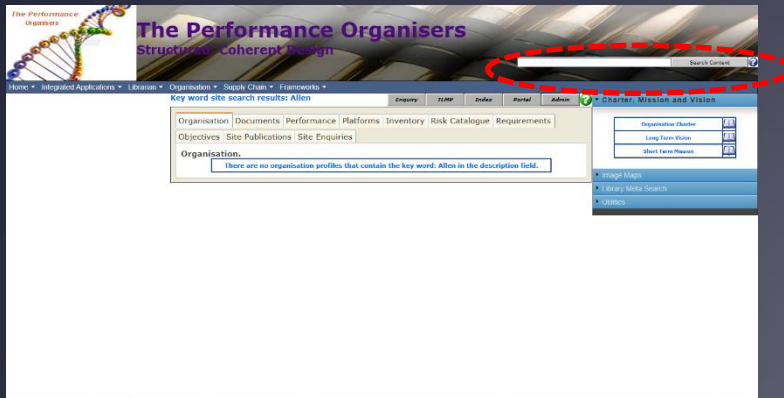 The Performance
Organisers
The Performance Organisers
Structured Coherent Design
Search Content
Home Integrated Applications Librarian Organisation Supply Chain Frameworks
Key word site search results: Allen
Enquiry TLMP Index Portal Admin
Charter, Mission and Vision
Organisation Documents Performance Platforms Inventory Risk Catalogue Requirements
Objectives Site Publications Site Enquiries
Organisation.
There are no organisation profiles that contain the key word: Allen in the description field.
Organisation Charter
Long Term Vision
Short Term Mission
Image Maps
Library Meta Search
Utilities